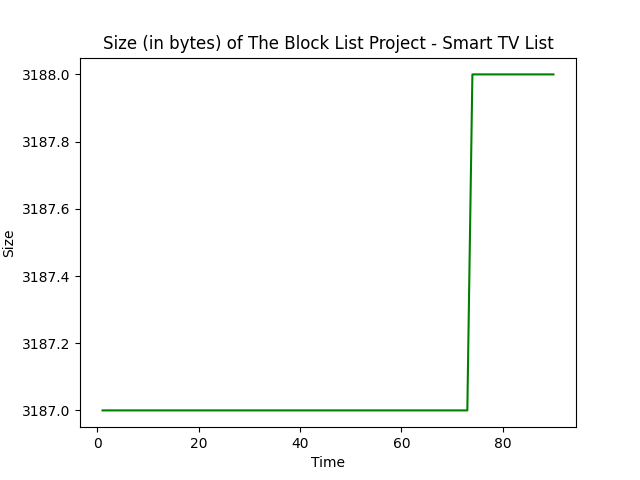 Size (in bytes) of The Block List Project - Smart TV List
3188.0
3187.8
3187.6
3187.4
3187.2
3187.0
Size
0 20 40 60 80
Time